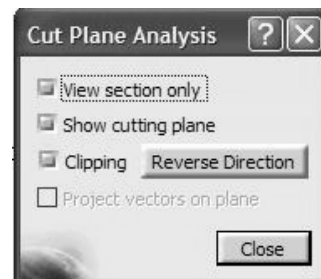 Cut Plane Analysis
View section only
Show cutting plane
Clipping Reverse Direction
Project vectors on plane
Close